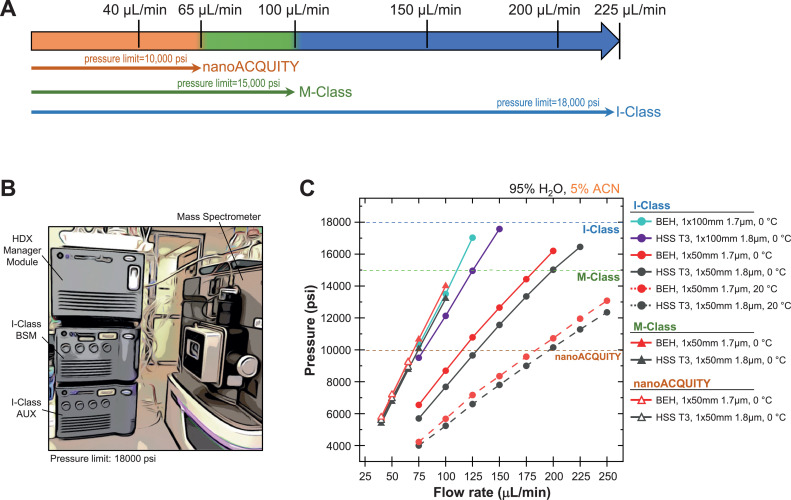 A
40 µL/min 65 µL/min 100 µL/min 150 µL/min 200 µL/min 225 µL/min
pressure limit=10,000 psi
nanoACQUITY
pressure limit=15,000 psi
M-Class
pressure limit=18,000 psi
I-Class
B
Mass Spectrometer
HDX
Manager
Module
I-Class
BSM
I-Class
AUX
Pressure limit: 18000 psi
C
95% H₂O, 5% ACN
Pressure (psi)
18000
16000
14000
12000
10000
8000
6000
4000
I-Class
M-Class
nanoACQUITY
25 50 75 100 125 150 175 200 225 250
Flow rate (µL/min)
I-Class
BEH, 1x100mm 1.7µm, 0 °C
HSS T3, 1x100mm 1.8µm, 0 °C
BEH, 1x50mm 1.7µm, 0 °C
HSS T3, 1x50mm 1.8µm, 0 °C
BEH, 1x50mm 1.7µm, 20 °C
HSS T3, 1x50mm 1.8µm, 20 °C
M-Class
BEH, 1x50mm 1.7µm, 0 °C
HSS T3, 1x50mm 1.8µm, 0 °C
nanoACQUITY
BEH, 1x50mm 1.7µm, 0 °C
HSS T3, 1x50mm 1.8µm, 0 °C